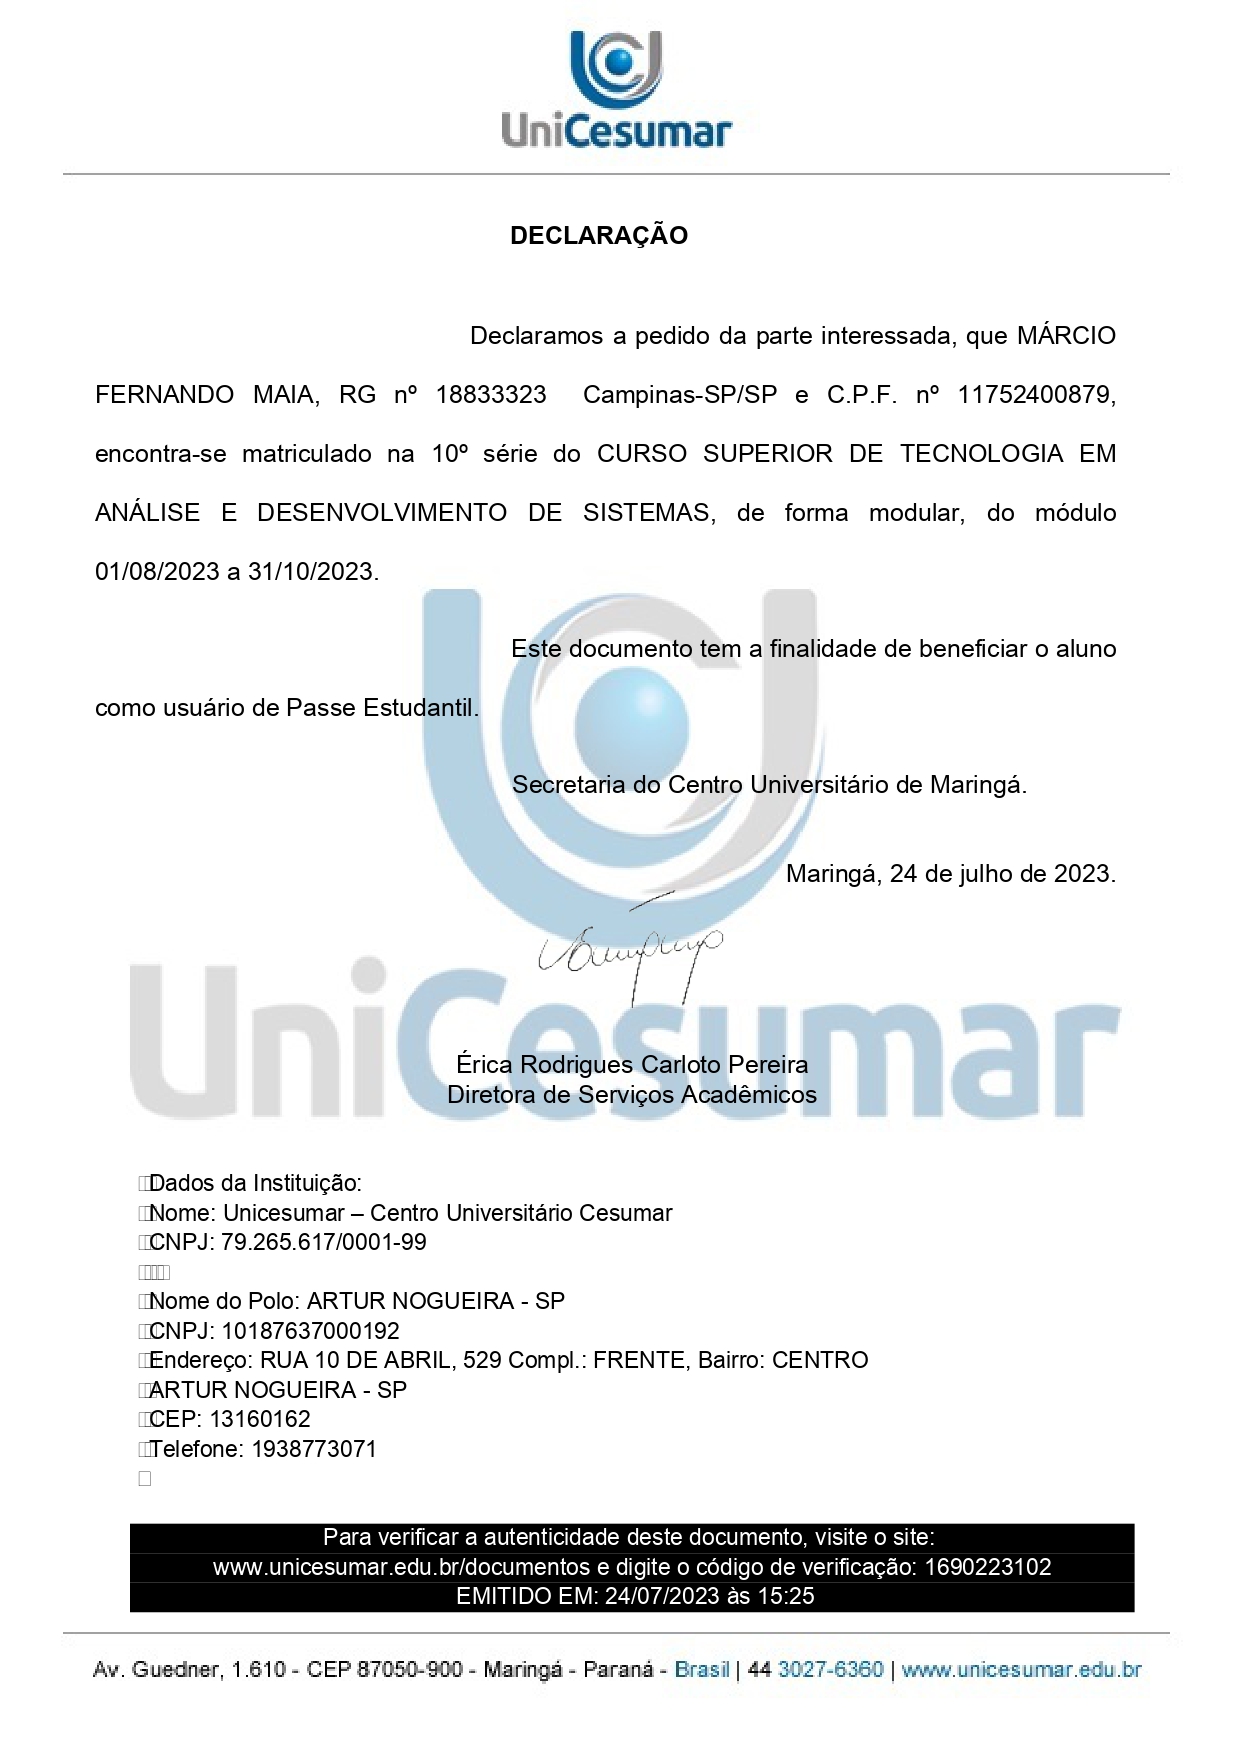 UniCesumar
DECLARAÇÃO
Declaramos a pedido da parte interessada, que MÁRCIO
FERNANDO MAIA, RG nº 18833323 Campinas-SP/SP e C.P.F. nº 11752400879,
encontra-se matriculado na 10º série do CURSO SUPERIOR DE TECNOLOGIA EM
ANÁLISE E DESENVOLVIMENTO DE SISTEMAS, de forma modular, do módulo
01/08/2023 a 31/10/2023.
Este documento tem a finalidade de beneficiar o aluno
como usuário de Passe Estudantil.
Secretaria do Centro Universitário de Maringá.
Maringá, 24 de julho de 2023.
UniCesumar
Érica Rodrigues Carloto Pereira
Diretora de Serviços Acadêmicos
Dados da Instituição:
Nome: Unicesumar – Centro Universitário Cesumar
CNPJ: 79.265.617/0001-99
Nome do Polo: ARTUR NOGUEIRA - SP
CNPJ: 10187637000192
Endereço: RUA 10 DE ABRIL, 529 Compl.: FRENTE, Bairro: CENTRO
ARTUR NOGUEIRA - SP
CEP: 13160162
Telefone: 1938773071
Para verificar a autenticidade deste documento, visite o site:
www.unicesumar.edu.br/documentos e digite o código de verificação: 1690223102
EMITIDO EM: 24/07/2023 às 15:25
Av. Guedner, 1.610 - CEP 87050-900 - Maringá - Paraná - Brasil | 44 3027-6360 | www.unicesumar.edu.br